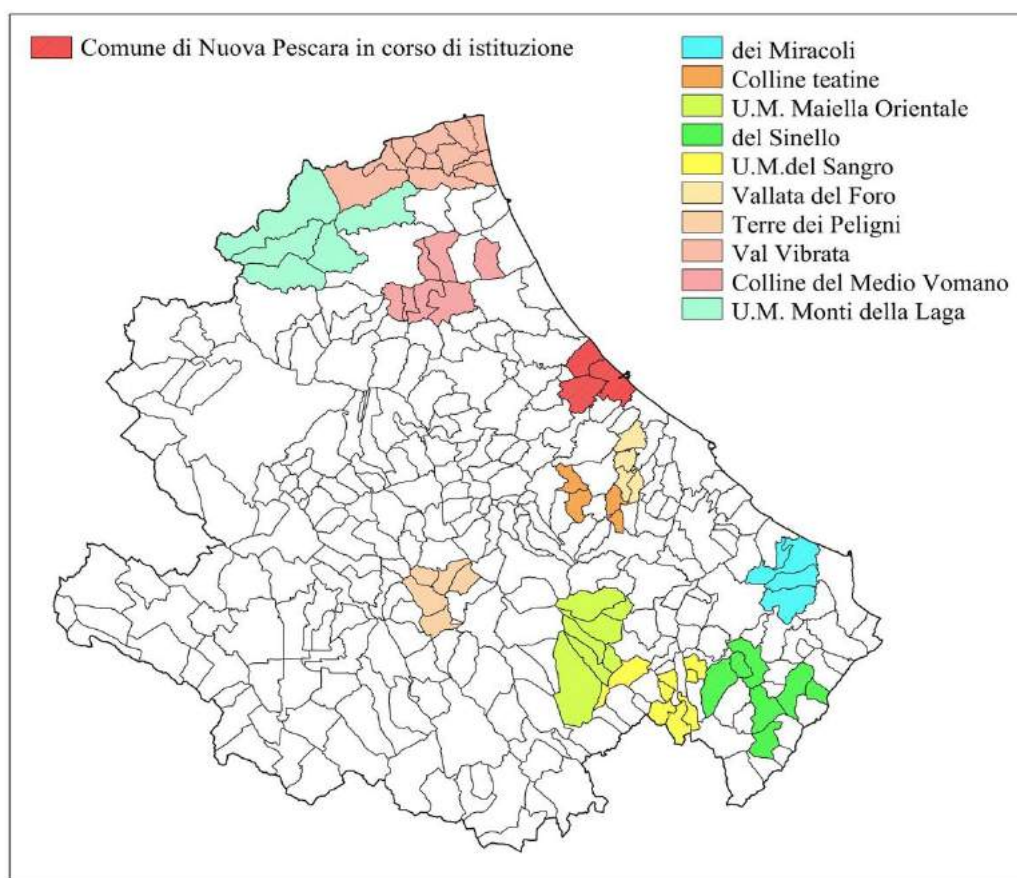 Comune di Nuova Pescara in corso di istituzione
dei Miracoli
Colline teatine
U.M. Maiella Orientale
del Sinello
U.M.del Sangro
Vallata del Foro
Terre dei Peligni
Val Vibrata
Colline del Medio Vomano
U.M. Monti della Laga